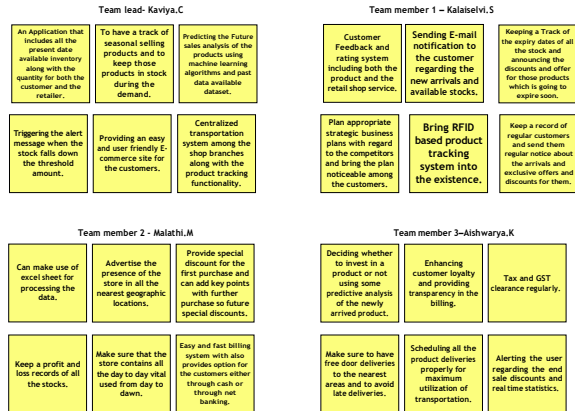 Team lead- Kaviya.C
An Application that
includes all the
present date
available inventory
along with the
quantity for both the
customer and the
retailer.
To have a track of
seasonal selling
products and to
keep those
products in stock
during the
demand.
Predicting the Future
sales analysis of the
products using
machine learning
algorithms and past
data available
dataset.
Triggering the alert
message when the
stock falls down
the threshold
amount.
Providing an easy
and user friendly E-
commerce site for
the customers.
Centralized
transportation
system among the
shop branches
along with the
product tracking
functionality.
Team member 1 – Kalaiselvi.S
Customer
Feedback and
rating system
including both the
product and the
retail shop service.
Sending E-mail
notification to
the customer
regarding the
new arrivals and
available stocks.
Keeping a Track of
the expiry dates of all
the stock and
announcing the
discounts and offer
for those products
which is going to
expire soon.
Plan appropriate
strategic business
plans with regard
to the competitors
and bring the plan
noticeable among
the customers.
Bring RFID
based product
tracking
system into
the existence.
Keep a record of
regular customers
and send them
regular notice about
the arrivals and
exclusive offers and
discounts for them.
Team member 2 - Malathi.M
Can make use of
excel sheet for
processing the
data.
Advertise the
presence of the
store in all the
nearest geographic
locations.
Provide special
discount for the
first purchase and
can add key points
with further
purchase so future
special discounts.
Keep a profit and
loss records of all
the stocks.
Make sure that the
store contains all
the day to day vital
used from day to
dawn.
Easy and fast billing
system with also
provides option for
the customers either
through cash or
through net
banking.
Team member 3–Aishwarya.K
Deciding whether
to invest in a
product or not
using some
predictive analysis
of the newly
arrived product.
Enhancing
customer loyalty
and providing
transparency in the
billing.
Tax and GST
clearance regularly.
Make sure to have
free door deliveries
to the nearest
areas and to avoid
late deliveries.
Scheduling all the
product deliveries
properly for
maximum
utilization of
transportation.
Alerting the user
regarding the end
sale discounts and
real time statistics.